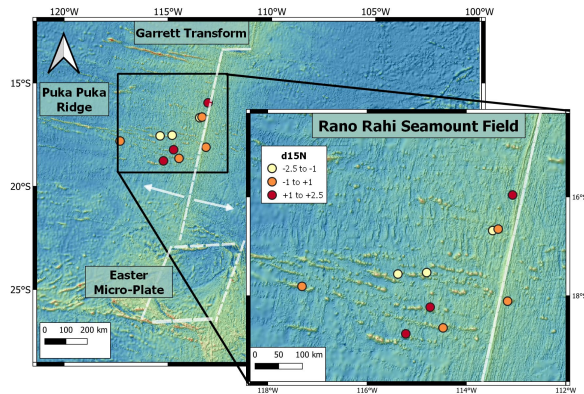 120°W
115°W
110°W
105°W
100°W
Garrett Transform
15°S
Puka Puka
Ridge
Rano Rahi Seamount Field
d15N
-2.5 to -1
-1 to +1
+1 to +2.5
16°S
20°S
Easter
Micro-Plate
25°S
18°S
0 100 200 km
0 50 100 km
118°W
116°W
114°W
112°W